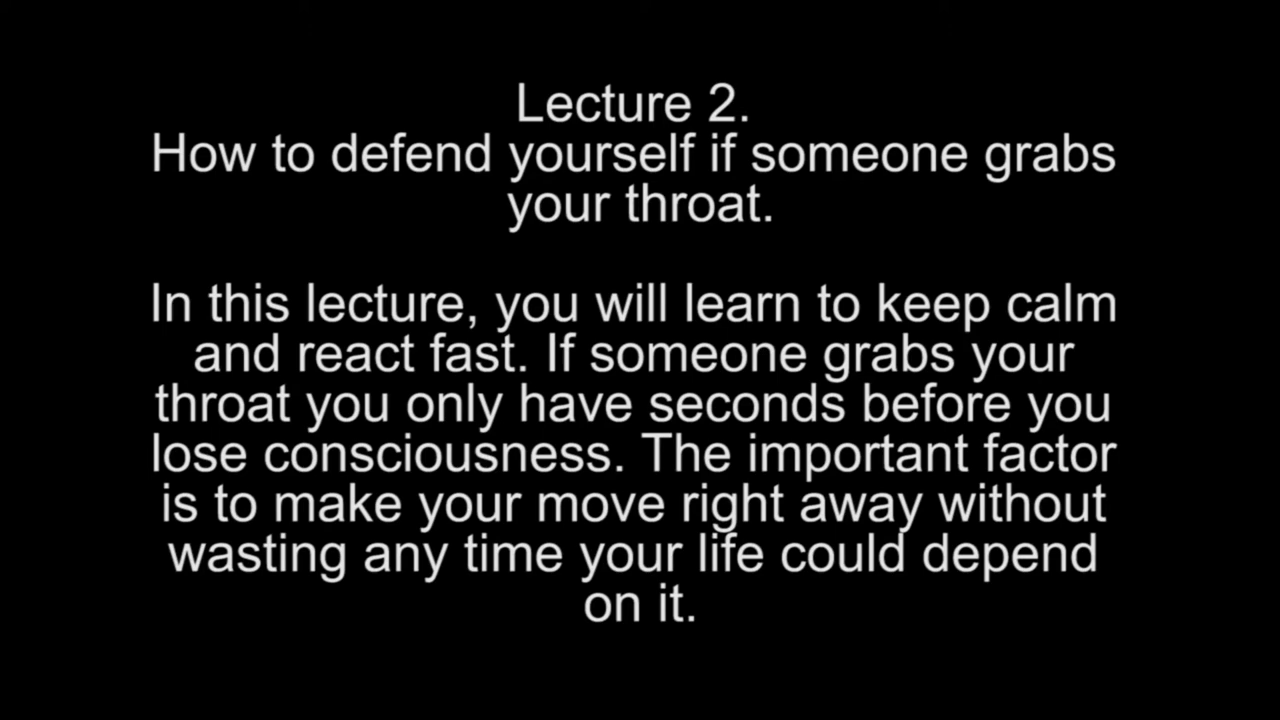 Lecture 2.
How to defend yourself if someone grabs
your throat.
In this lecture, you will learn to keep calm
and react fast. If someone grabs your
throat you only have seconds before you
lose consciousness. The important factor
is to make your move right away without
wasting any time your life could depend
on it.